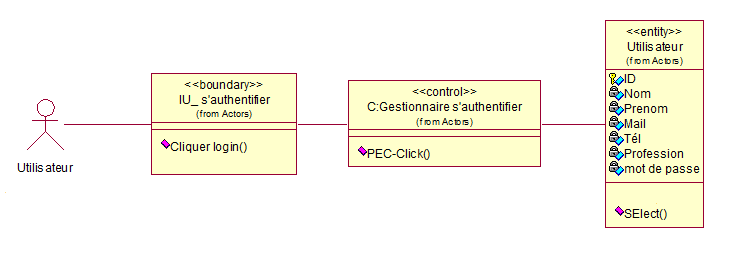 Utilisateur
<<boundary>>
IU_ s'authentifier
(from Actors)
Cliquer login()
<<control>>
C:Gestionnaire s'authentifier
(from Actors)
PEC-Click()
<<entity>>
Utilisateur
(from Actors)
ID
Nom
Prenom
Mail
Tél
Profession
mot de passe
SElect()